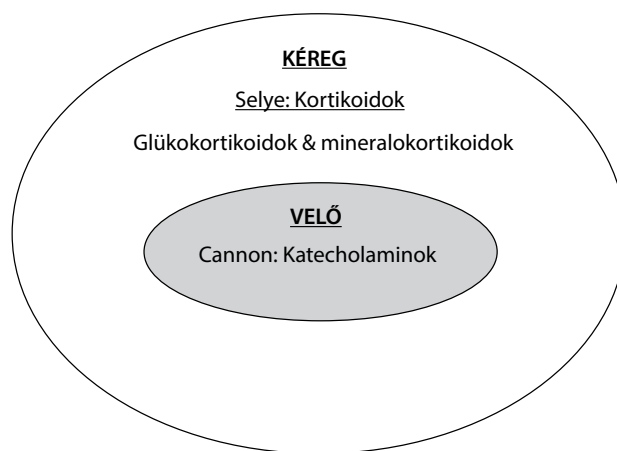 KÉREG
Selye: Kortikoidok
Glükokortikoidok & mineralokortikoidok
VELŐ
Cannon: Katecholaminok